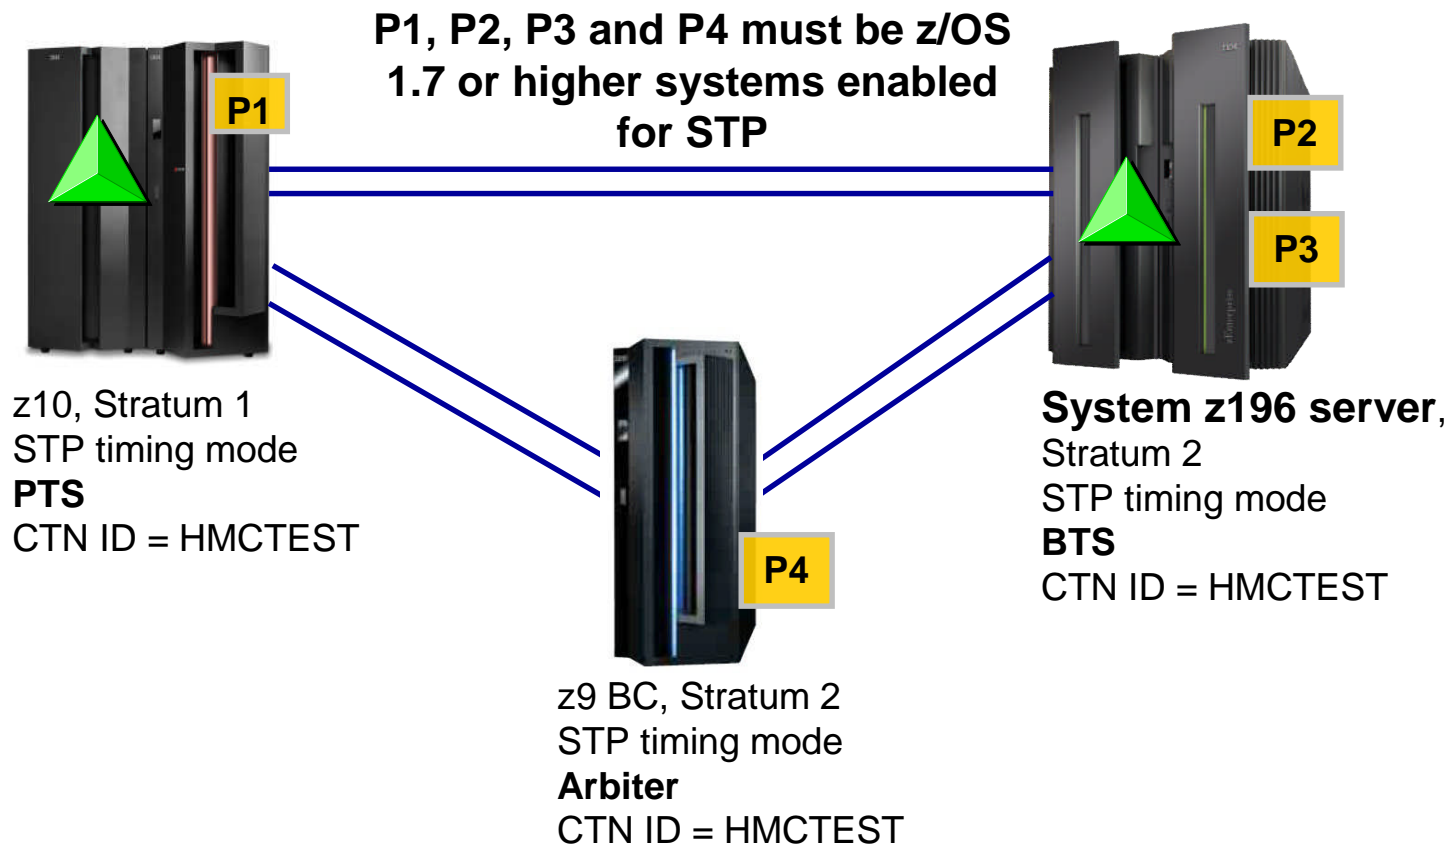 P1, P2, P3 and P4 must be z/OS
1.7 or higher systems enabled
for STP
P1
P2
P3
z10, Stratum 1
STP timing mode
PTS
CTN ID = HMCTEST
System z196 server,
Stratum 2
STP timing mode
BTS
CTN ID = HMCTEST
P4
z9 BC, Stratum 2
STP timing mode
Arbiter
CTN ID = HMCTEST